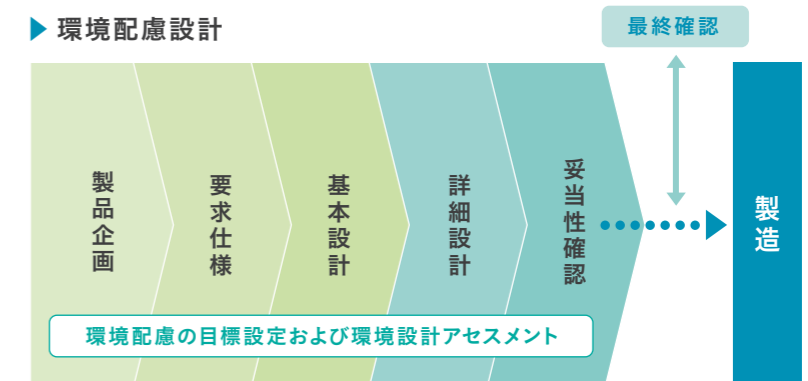 環境配慮設計
最終確認
製品企画
要求仕様
基本設計
詳細設計
妥当性確認
製造
環境配慮の目標設定および環境設計アセスメント